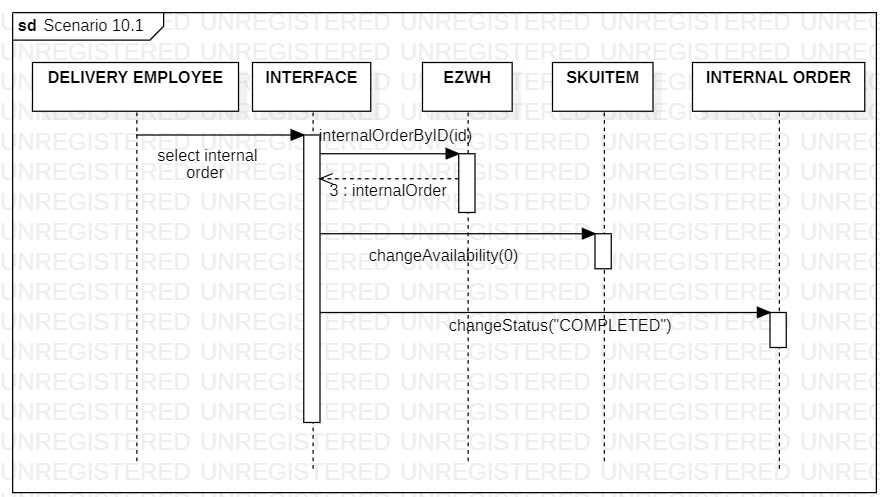 sd Scenario 10.1
DELIVERY EMPLOYEE
INTERFACE
EZWH
SKUITEM
INTERNAL ORDER
select internal
order
internalOrderByID(id)
3 : internalOrder
changeAvailability(0)
changeStatus("COMPLETED")
UNREGISTERED UNREGISTERED UNREGISTERED UNREGISTERED UNREG